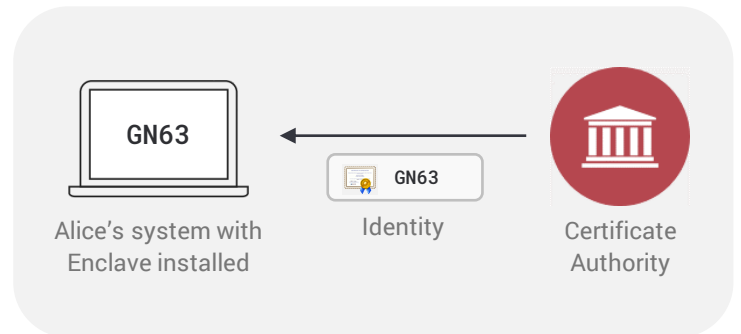 GN63
GN63
Alice's system with
Enclave installed
Identity
Certificate
Authority